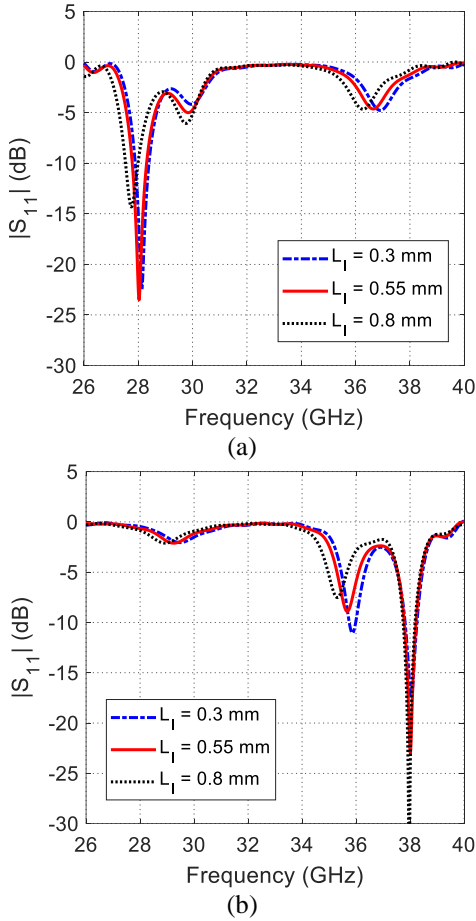 5
0
-5
-10
-15
-20
-25
-30
|S11| (dB)
LI = 0.3 mm
LI = 0.55 mm
LI = 0.8 mm
26 28 30 32 34 36 38 40
Frequency (GHz)
(a)
5
0
-5
-10
-15
-20
-25
-30
|S11| (dB)
LI = 0.3 mm
LI = 0.55 mm
LI = 0.8 mm
26 28 30 32 34 36 38 40
Frequency (GHz)
(b)